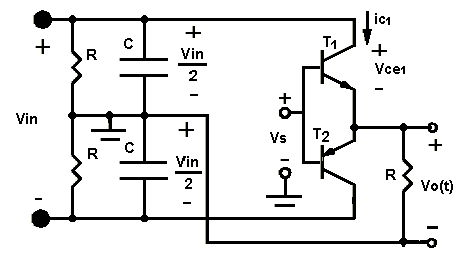 ic1
+
R
C
+
Vin
2
-
T1
+
Vce1
-
Vin
+
Vs
-
T2
R
C
+
Vin
2
-
R
+
Vo(t)
-
-